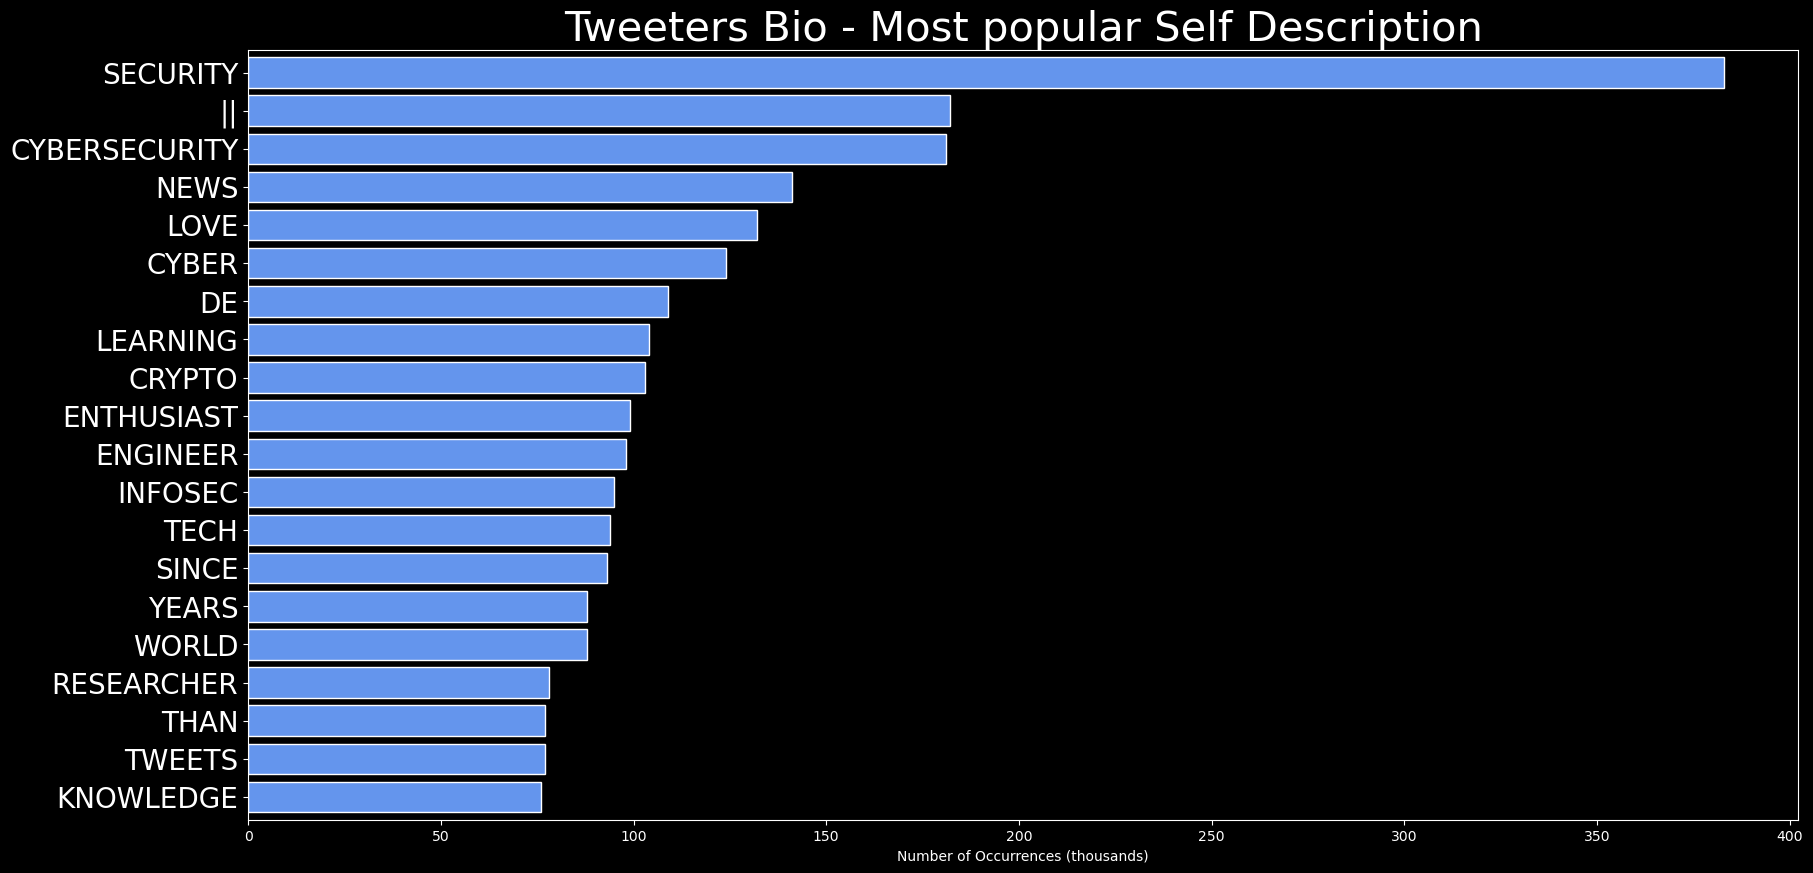 Tweeters Bio - Most popular Self Description
SECURITY
||
CYBERSECURITY
NEWS
LOVE
CYBER
DE
LEARNING
CRYPTO
ENTHUSIAST
ENGINEER
INFOSEC
TECH
SINCE
YEARS
WORLD
RESEARCHER
THAN
TWEETS
KNOWLEDGE
0 50 100 150 200 250 300 350 400
Number of Occurrences (thousands)